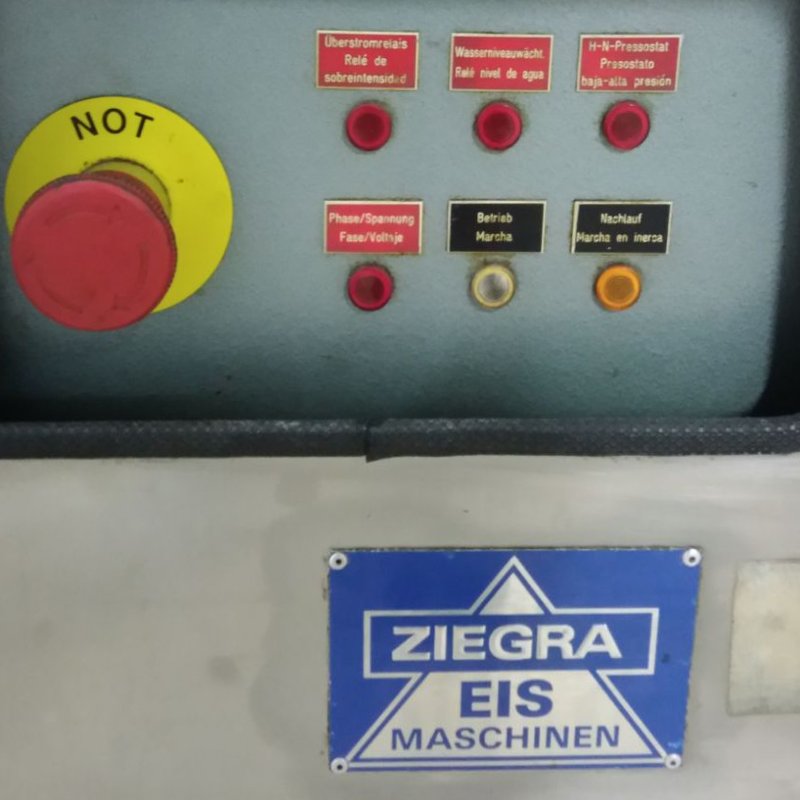 NOT
Überstromrelais
Relé de
sobreintensidad
Wasserniveauwächt.
Relé nivel de agua
H-N-Pressostat
Presostato
baja-alta presión
Phase/Spannung
Fase/Voltaje
Betrieb
Marcha
Nachlauf
Marcha en inerca
ZIEGRA
EIS
MASCHINEN